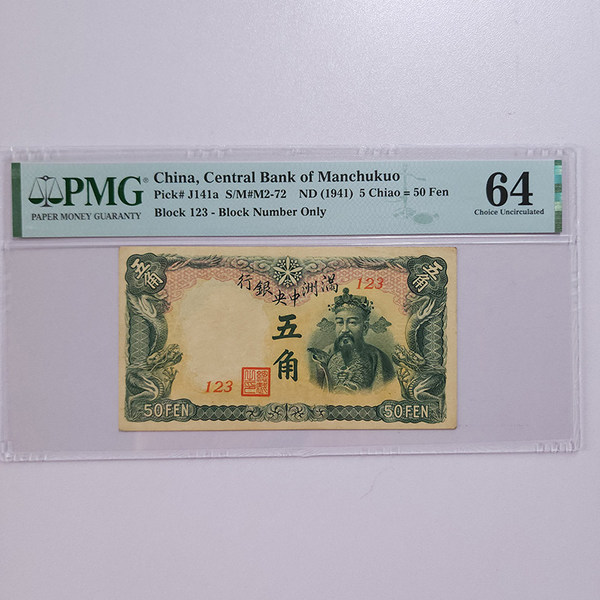 PMG
PAPER MONEY GUARANTY
China, Central Bank of Manchukuo
Pick# J141a S/M#M2-72 ND (1941) 5 Chiao = 50 Fen
Block 123 - Block Number Only
64
Choice Uncirculated
五角
五角
行銀央中洲滿
123
五角
123
50 FEN
50 FEN